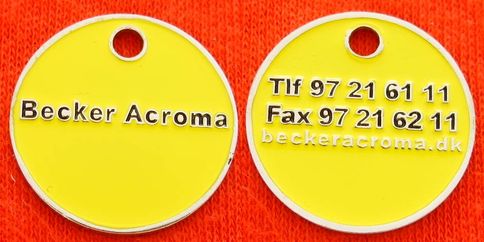 Becker Acroma
Tlf 97 21 61 11
Fax 97 21 62 11
beckeracroma.dk